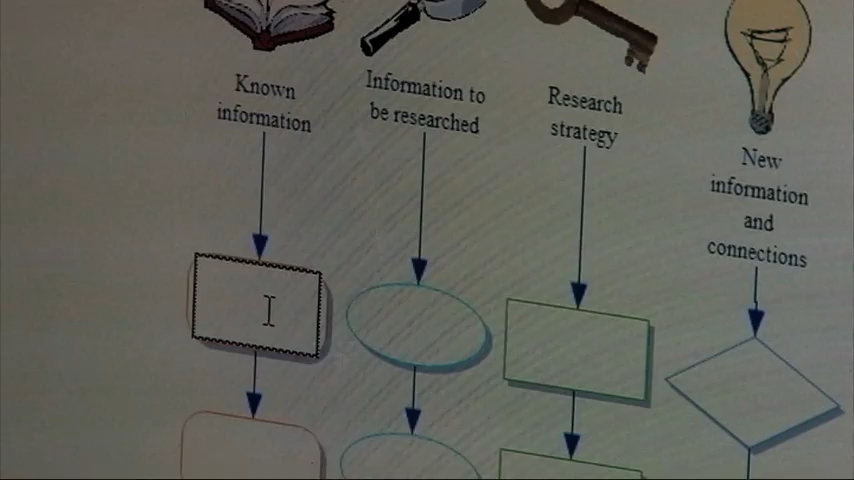 Known
information
Information to
be researched
Research
strategy
New
information
and
connections